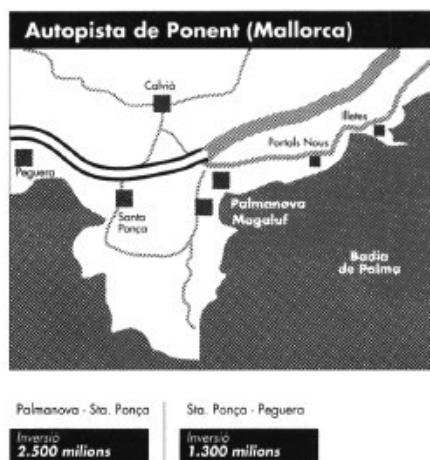 Autopista de Ponent (Mallorca)
Calvià
Illetes
Portals Nous
Peguera
Palmanova
Magaluf
Santa
Ponça
Badia
de Palma
Palmanova - Sta. Ponça
Sta. Ponça - Peguera
Inversió
2.500 milions
Inversió
1.300 milions